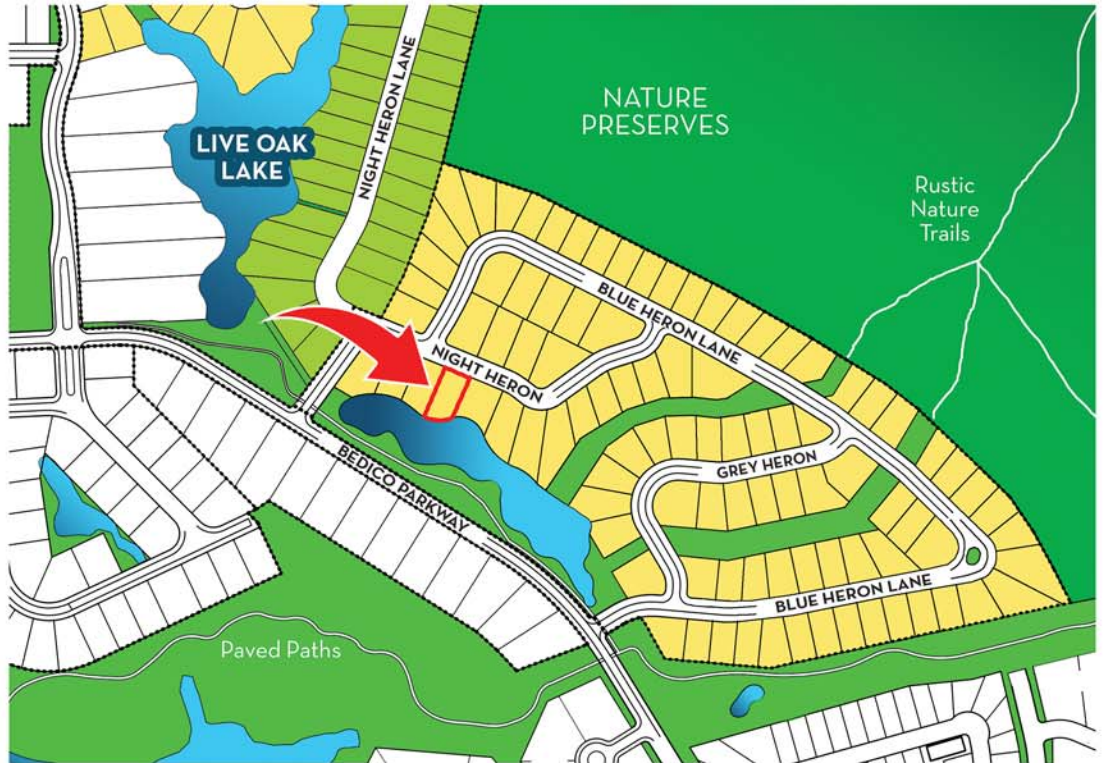 NATURE
PRESERVES
NIGHT HERON LANE
LIVE OAK
LAKE
Rustic
Nature
Trails
BLUE HERON LANE
NIGHT HERON
GREY HERON
BEDICO PARKWAY
BLUE HERON LANE
Paved Paths